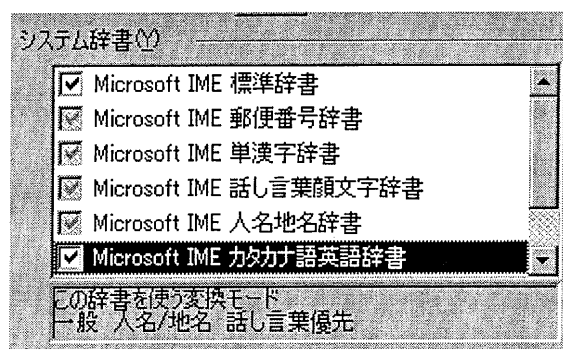 システム辞書(Y)
Microsoft IME 標準辞書
Microsoft IME 郵便番号辞書
Microsoft IME 単漢字辞書
Microsoft IME 話し言葉顔文字辞書
Microsoft IME 人名地名辞書
Microsoft IME カタカナ語英語辞書
この辞書を使う変換モード
一般 人名/地名 話し言葉優先